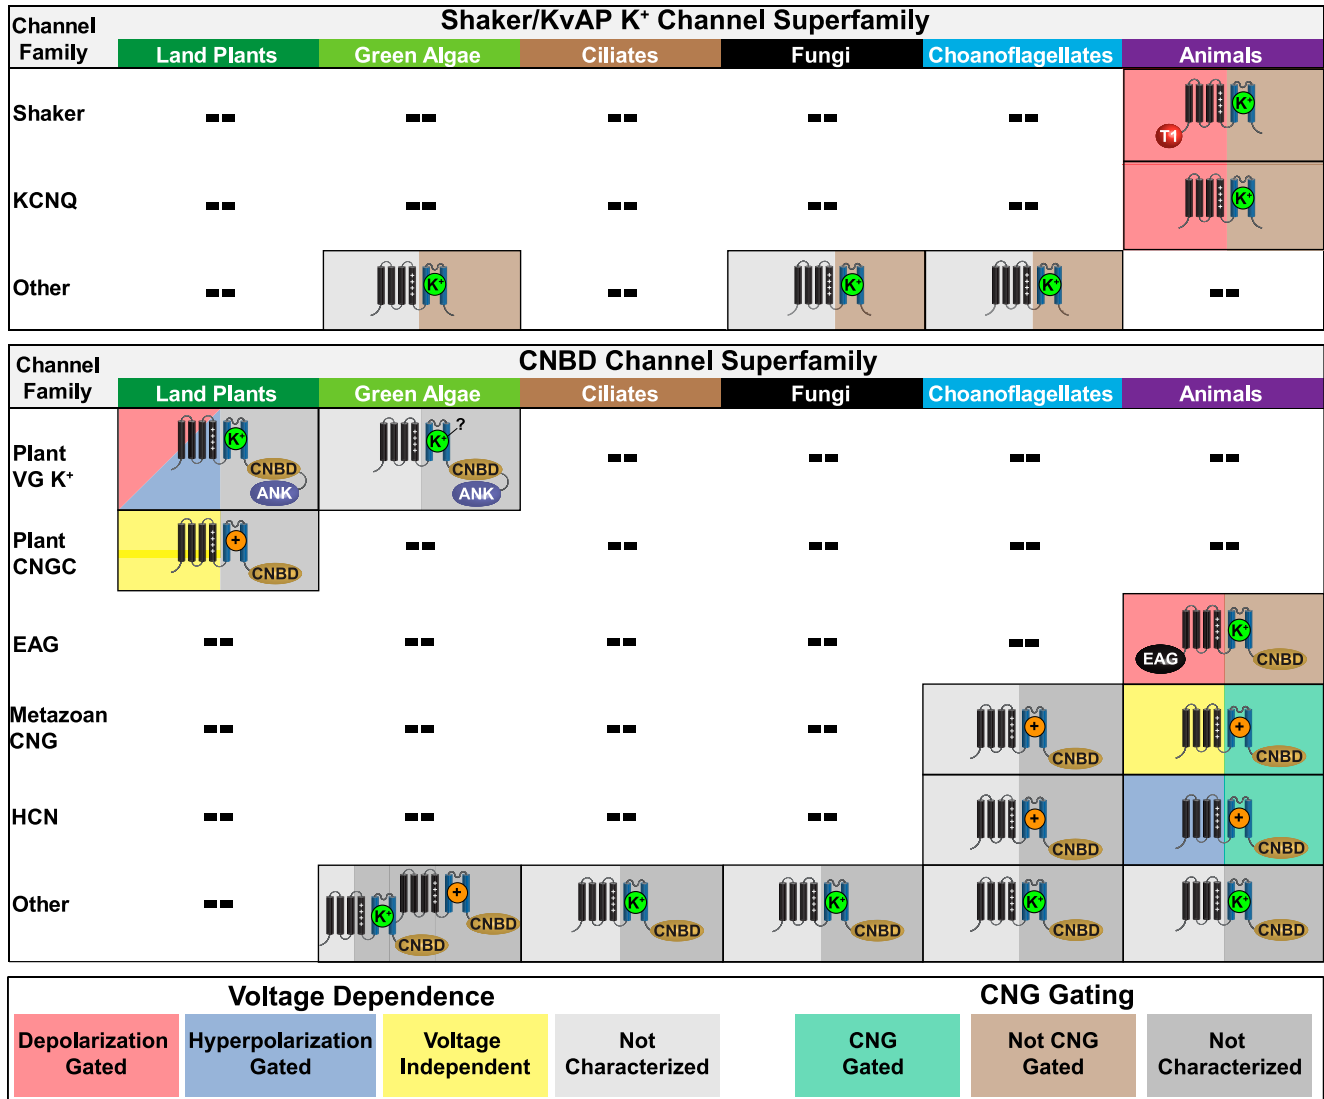 Shaker/KvAP K⁺ Channel Superfamily
Channel Family Land Plants Green Algae Ciliates Fungi Choanoflagellates Animals
Shaker -- -- -- -- -- T1 K⁺
KCNQ -- -- -- -- -- K⁺
Other -- K⁺ -- K⁺ K⁺ --
CNBD Channel Superfamily
Channel Family Land Plants Green Algae Ciliates Fungi Choanoflagellates Animals
Plant VG K⁺ K⁺ CNBD ANK K⁺ ? CNBD ANK -- -- -- --
Plant CNGC + CNBD -- -- -- -- --
EAG -- -- -- -- -- EAG K⁺ CNBD
Metazoan CNG -- -- -- -- + CNBD + CNBD
HCN -- -- -- -- + CNBD + CNBD
Other -- K⁺ CNBD + CNBD K⁺ CNBD K⁺ CNBD K⁺ CNBD K⁺ CNBD
Voltage Dependence
Depolarization Gated
Hyperpolarization Gated
Voltage Independent
Not Characterized
CNG Gating
CNG Gated
Not CNG Gated
Not Characterized